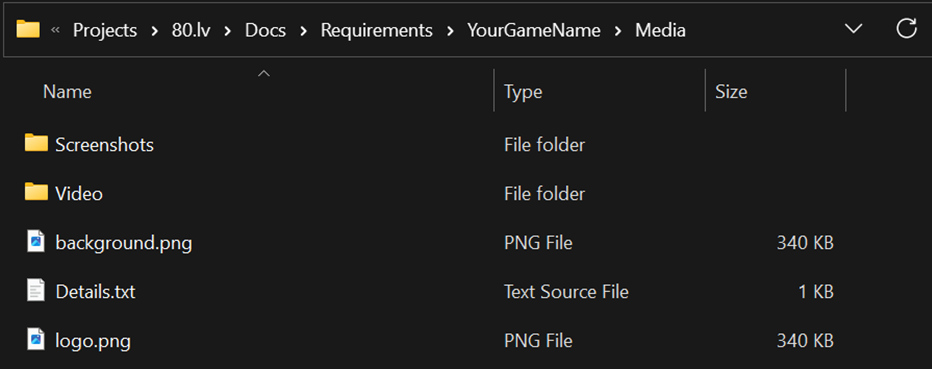 « Projects › 80.lv › Docs › Requirements › YourGameName › Media
Name Type Size
Screenshots File folder
Video File folder
background.png PNG File 340 KB
Details.txt Text Source File 1 KB
logo.png PNG File 340 KB